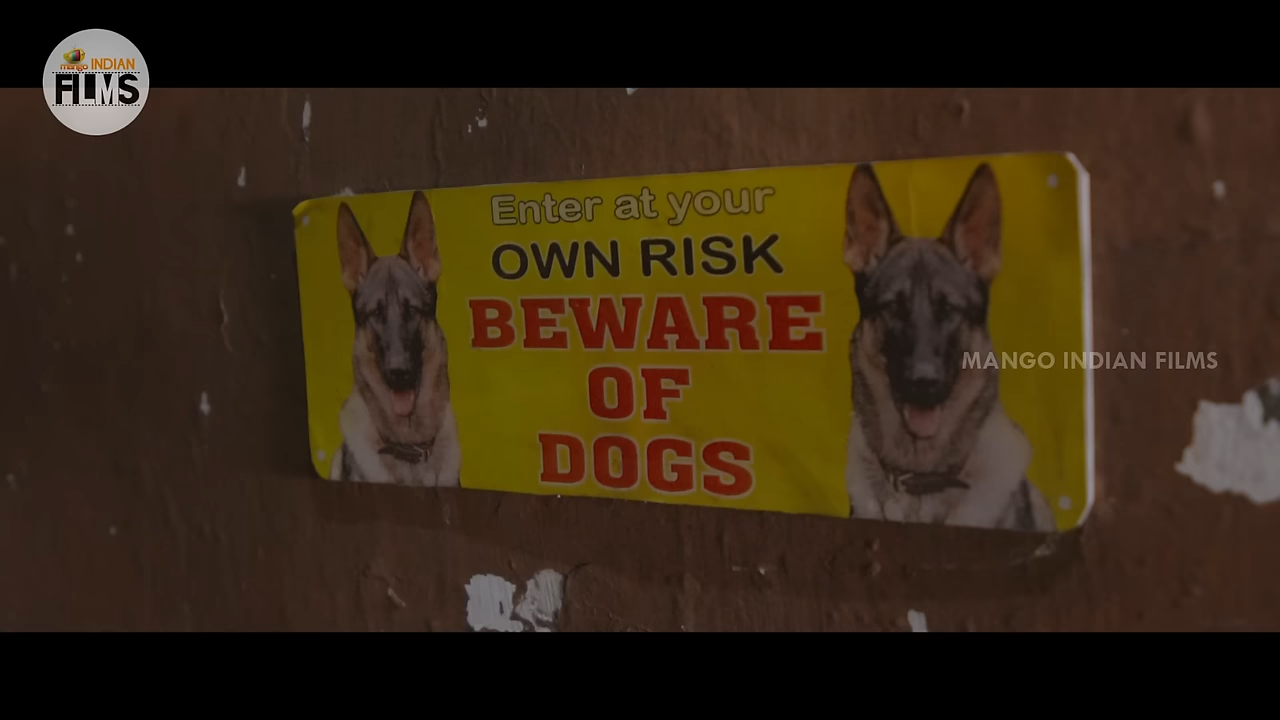 mango INDIAN
FILMS
Enter at your
OWN RISK
BEWARE
OF
DOGS
MANGO INDIAN FILMS